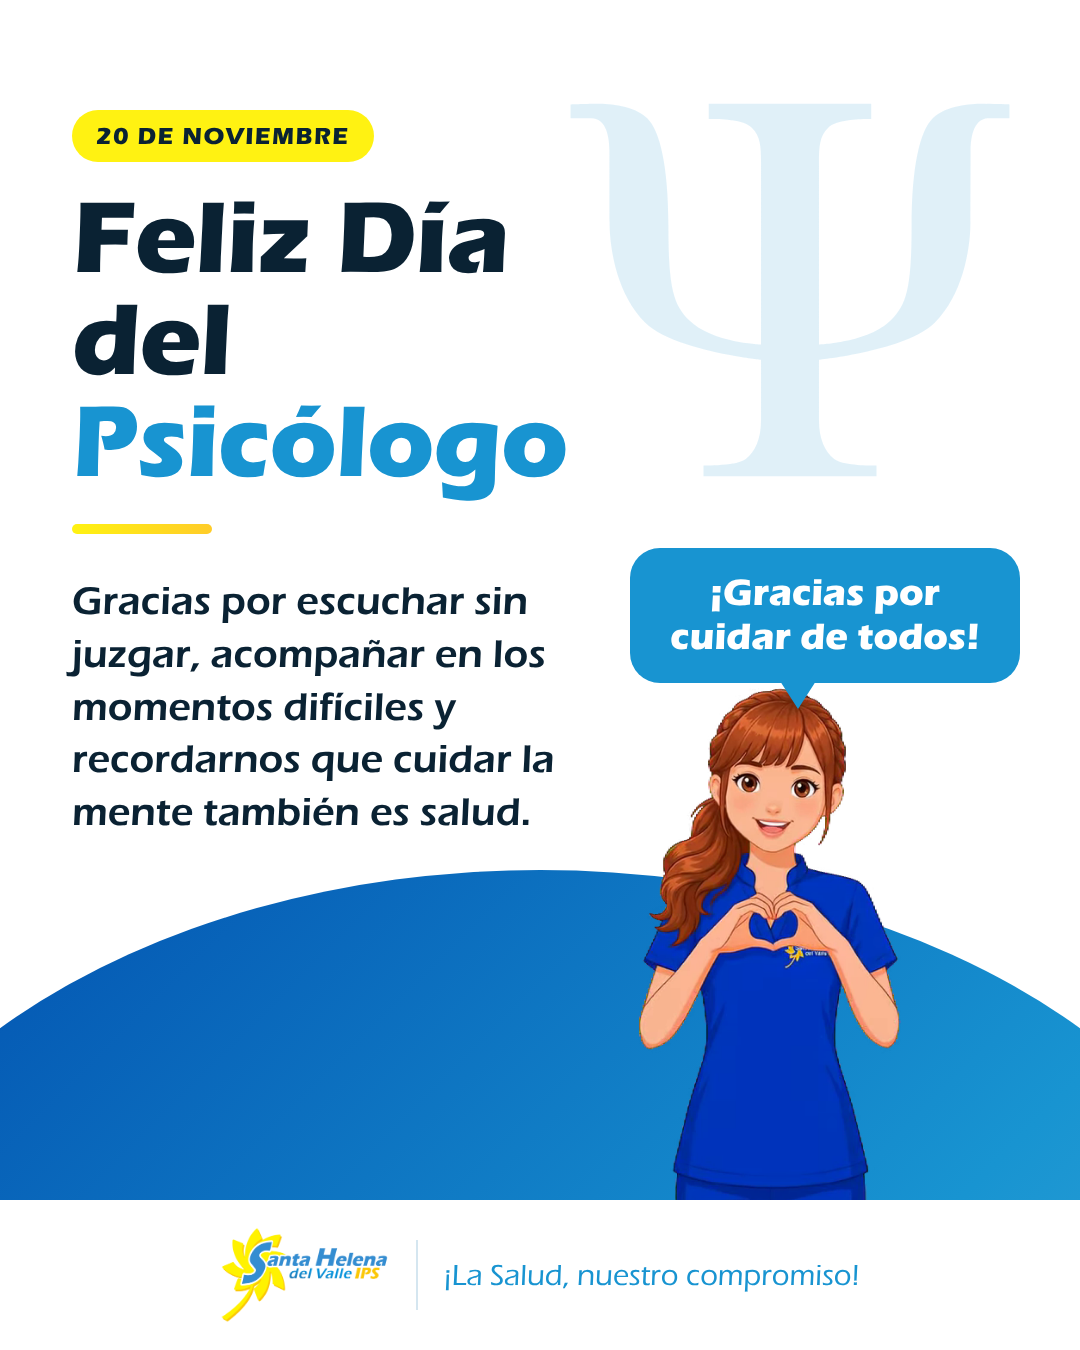 20 DE NOVIEMBRE
Feliz Día
del
Psicólogo
Gracias por escuchar sin
juzgar, acompañar en los
momentos difíciles y
recordarnos que cuidar la
mente también es salud.
¡Gracias por
cuidar de todos!
Ψ
Santa Helena
del Valle IPS
¡La Salud, nuestro compromiso!